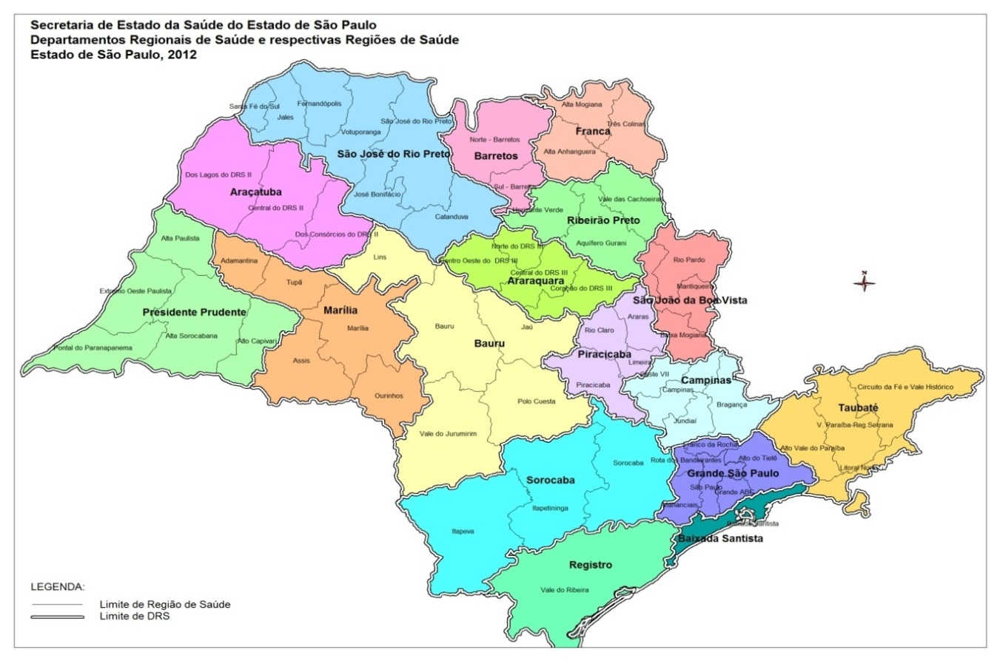 Secretaria de Estado da Saúde do Estado de São Paulo
Departamentos Regionais de Saúde e respectivas Regiões de Saúde
Estado de São Paulo, 2012
Santa Fé do Sul
Jales
Fernandópolis
Votuporanga
São José do Rio Preto
São José do Rio Preto
José Bonifácio
Catanduva
Norte - Barretos
Barretos
Sul - Barretos
Alta Mogiana
Três Colinas
Franca
Alta Anhanguera
Dos Lagos do DRS II
Araçatuba
Central do DRS II
Dos Consórcios do DRS II
Horizonte Verde
Vale das Cachoeiras
Ribeirão Preto
Aquífero Gurani
Alta Paulista
Extremo Oeste Paulista
Presidente Prudente
Alta Sorocabana
Alto Capivari
Pontal do Paranapanema
Adamantina
Tupã
Marília
Marília
Assis
Ourinhos
Lins
Bauru
Jaú
Bauru
Polo Cuesta
Vale do Jurumirim
Norte do DRS III
Centro Oeste do DRS III
Central do DRS III
Araraquara
Coração do DRS III
Rio Pardo
Mantiqueira
São João da Boa Vista
Baixa Mogiana
Araras
Rio Claro
Piracicaba
Limeira
Piracicaba
Oeste VII
Campinas
Campinas
Bragança
Jundiaí
Circuito da Fé e Vale Histórico
Taubaté
V. Paraíba-Reg.Serrana
Alto Vale do Paraíba
Litoral Norte
Franco da Rocha
Rota dos Bandeirantes
Alto do Tietê
Grande São Paulo
São Paulo
Grande ABC
Mananciais
Sorocaba
Sorocaba
Itapetininga
Itapeva
Baixada Santista
Baixada Santista
Registro
Vale do Ribeira
N
LEGENDA:
Limite de Região de Saúde
Limite de DRS